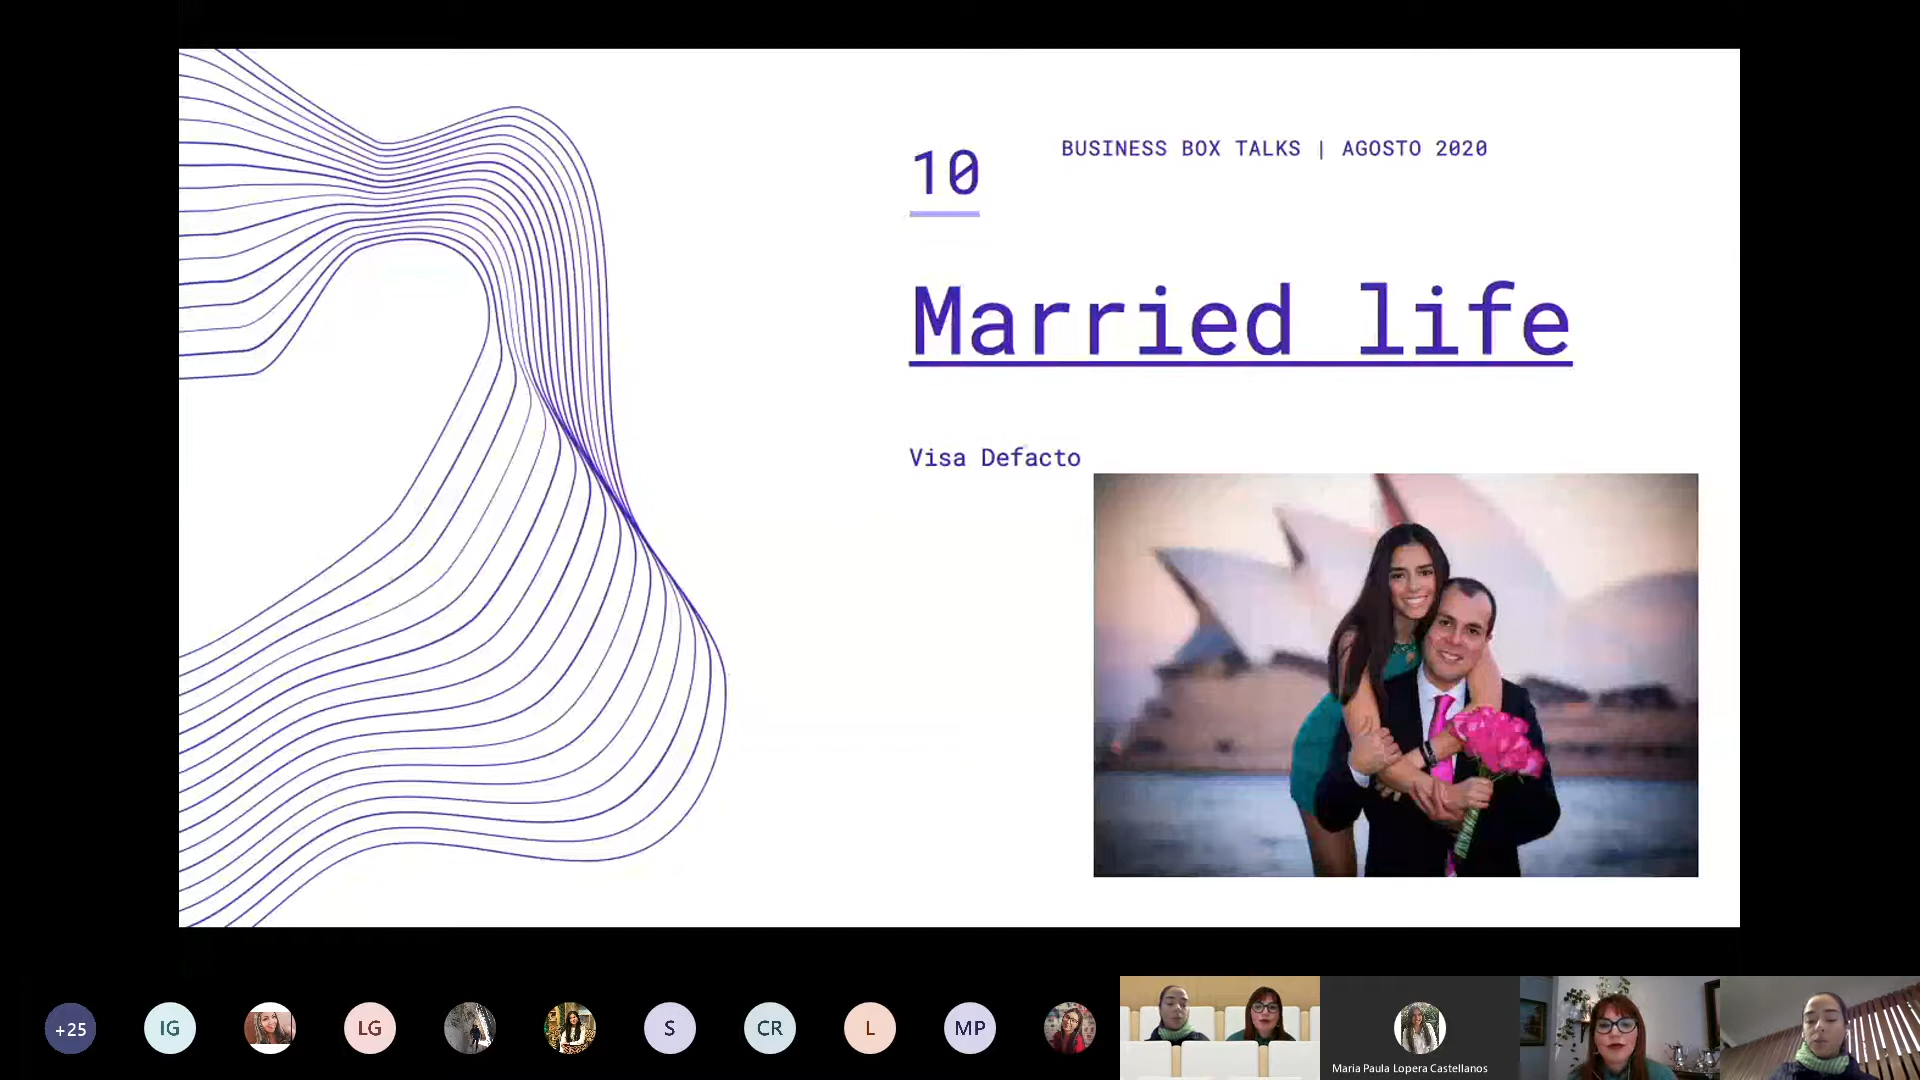 10
BUSINESS BOX TALKS | AGOSTO 2020
Married life
Visa Defacto
+25
IG
LG
S
CR
L
MP
Maria Paula Lopera Castellanos